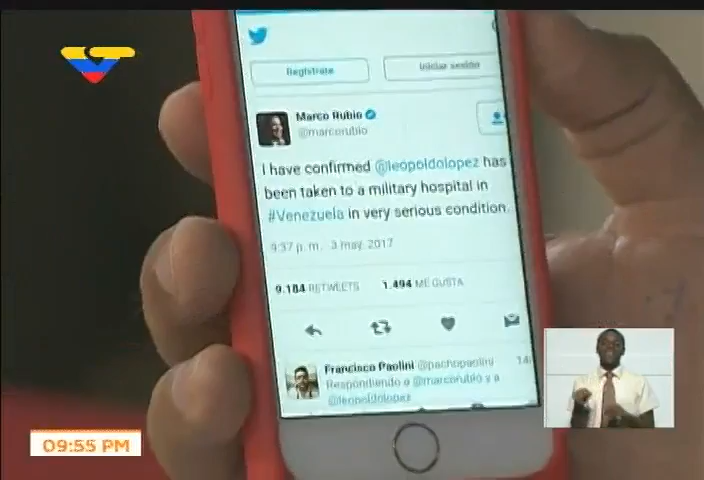 Regístrate
Iniciar sesión
Marco Rubio
@marcorubio
I have confirmed @leopoldolopez has
been taken to a military hospital in
#Venezuela in very serious condition.
9:37 p. m. 3 may. 2017
9.184 RETWEETS 1.494 ME GUSTA
Francisco Paolini @pachopaolini 14
Respondiendo a @marcorubio y a
@leopoldolopez
09:55 PM